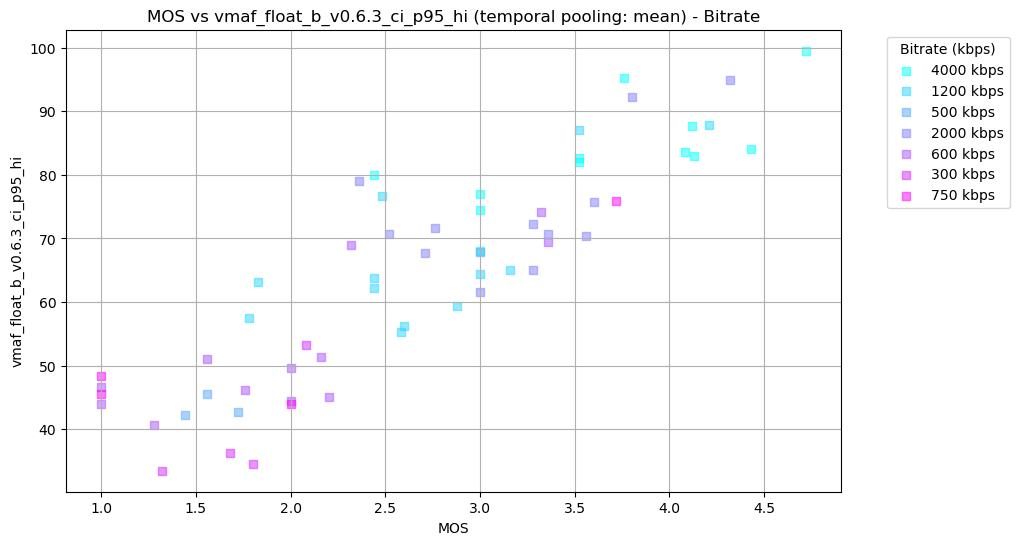 MOS vs vmaf_float_b_v0.6.3_ci_p95_hi (temporal pooling: mean) - Bitrate
vmaf_float_b_v0.6.3_ci_p95_hi
100
90
80
70
60
50
40
1.0 1.5 2.0 2.5 3.0 3.5 4.0 4.5
MOS
Bitrate (kbps)
4000 kbps
1200 kbps
500 kbps
2000 kbps
600 kbps
300 kbps
750 kbps